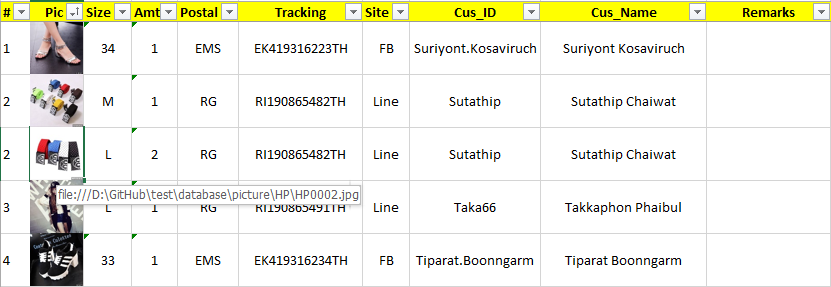 # Pic Size Amt Postal Tracking Site Cus_ID Cus_Name Remarks
1 34 1 EMS EK419316223TH FB Suriyont.Kosaviruch Suriyont Kosaviruch
2 M 1 RG RI190865482TH Line Sutathip Sutathip Chaiwat
2 L 2 RG RI190865482TH Line Sutathip Sutathip Chaiwat
file:///D:\GitHub\test\database\picture\HP\HP0002.jpg
3 L 1 RG RI190865491TH Line Taka66 Takkaphon Phaibul
4 33 1 EMS EK419316234TH FB Tiparat.Boonngarm Tiparat Boonngarm